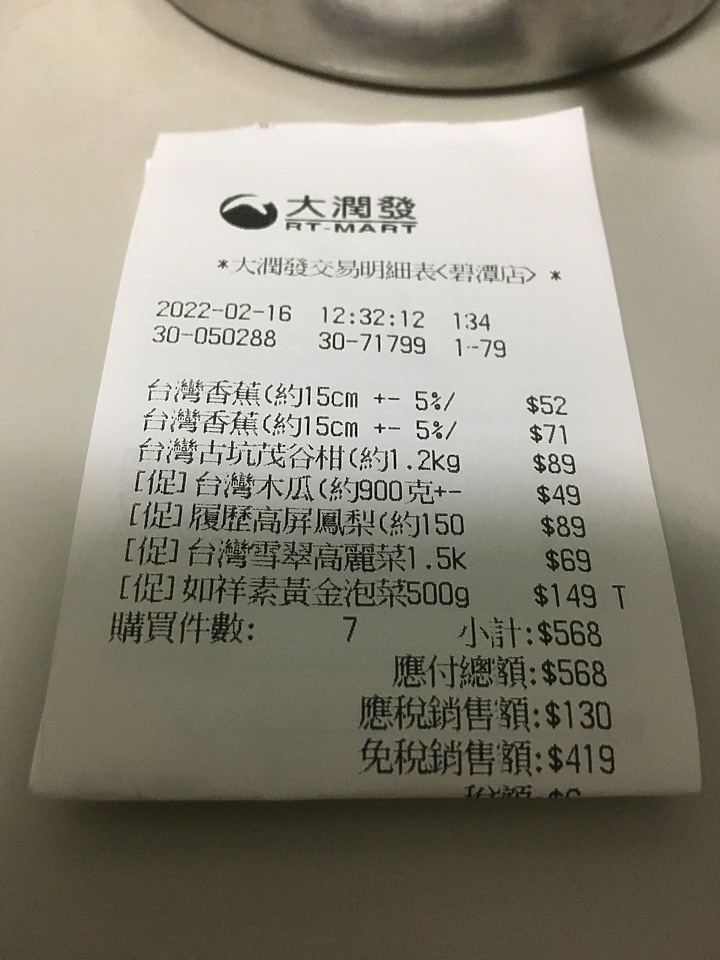 大潤發
RT-MART
*大潤發交易明細表<碧潭店> *
2022-02-16 12:32:12 134
30-050288 30-71799 1--79
台灣香蕉(約15cm +- 5%/ $52
台灣香蕉(約15cm +- 5%/ $71
台灣古坑茂谷柑(約1.2kg $89
[促]台灣木瓜(約900克+- $49
[促]履歷高屏鳳梨(約150 $89
[促]台灣雪翠高麗菜1.5k $69
[促]如祥素黃金泡菜500g $149 T
購買件數: 7 小計:$568
應付總額:$568
應稅銷售額:$130
免稅銷售額:$419